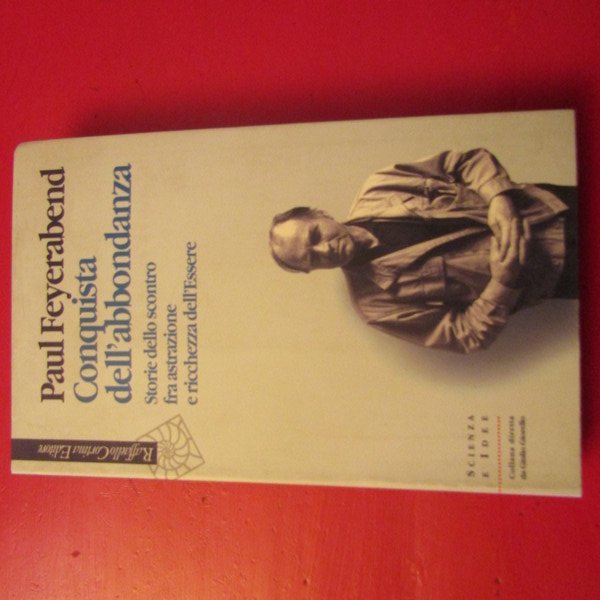 Paul Feyerabend
Conquista
dell'abbondanza
Storie dello scontro
fra astrazione
e ricchezza dell'Essere
Raffaello Cortina Editore
SCIENZA
E IDEE
Collana diretta
da Giulio Giorello